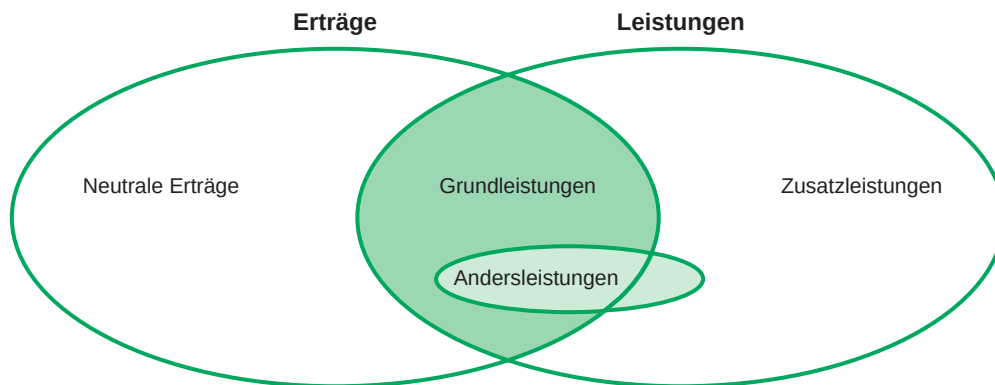 Erträge
Leistungen
Neutrale Erträge
Grundleistungen
Zusatzleistungen
Andersleistungen